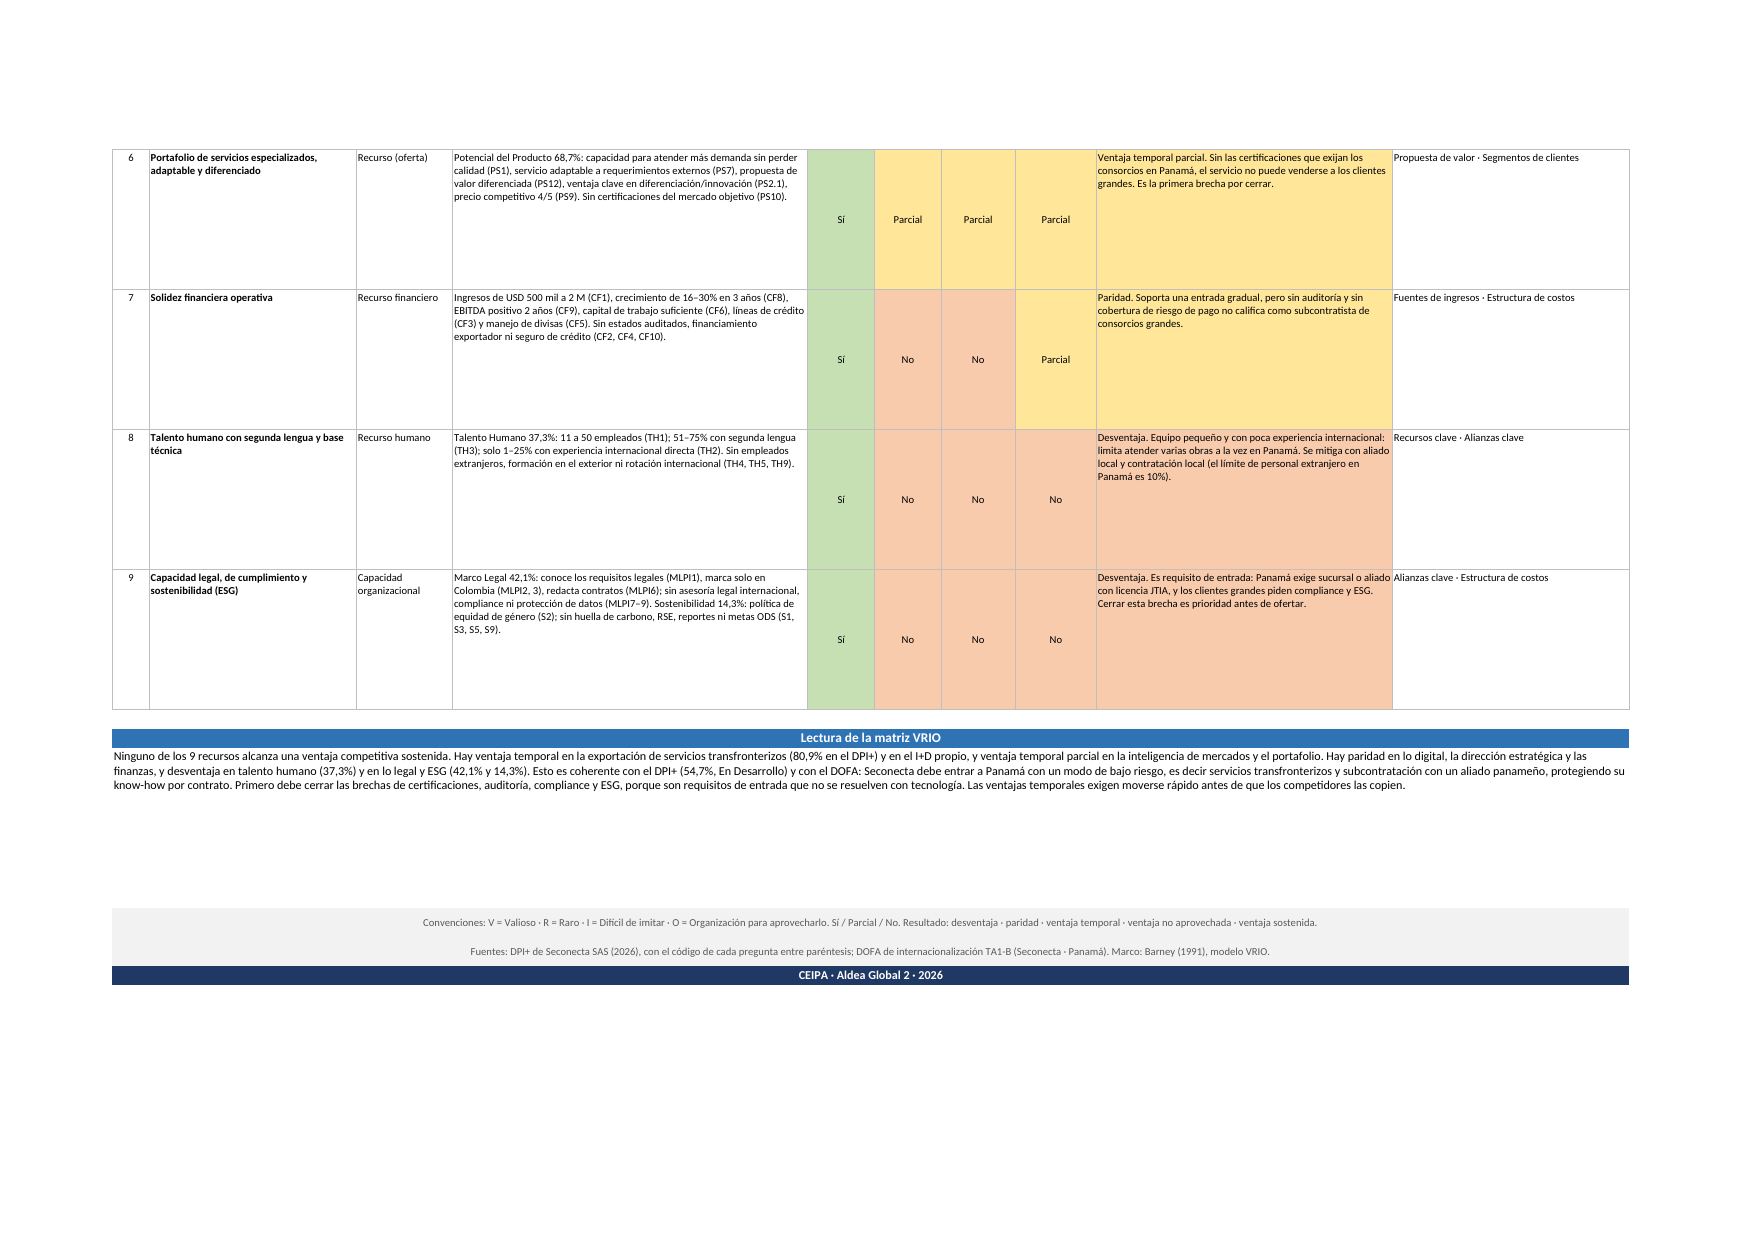 6
Portafolio de servicios especializados,
adaptable y diferenciado
Recurso (oferta)
Potencial del Producto 68,7%: capacidad para atender más demanda sin perder
calidad (PS1), servicio adaptable a requerimientos externos (PS7), propuesta de
valor diferenciada (PS12), ventaja clave en diferenciación/innovación (PS2.1),
precio competitivo 4/5 (PS9). Sin certificaciones del mercado objetivo (PS10).
Sí
Parcial
Parcial
Parcial
Ventaja temporal parcial. Sin las certificaciones que exijan los
consorcios en Panamá, el servicio no puede venderse a los clientes
grandes. Es la primera brecha por cerrar.
Propuesta de valor · Segmentos de clientes
7
Solidez financiera operativa
Recurso financiero
Ingresos de USD 500 mil a 2 M (CF1), crecimiento de 16–30% en 3 años (CF8),
EBITDA positivo 2 años (CF9), capital de trabajo suficiente (CF6), líneas de crédito
(CF3) y manejo de divisas (CF5). Sin estados auditados, financiamiento
exportador ni seguro de crédito (CF2, CF4, CF10).
Sí
No
No
Parcial
Paridad. Soporta una entrada gradual, pero sin auditoría y sin
cobertura de riesgo de pago no califica como subcontratista de
consorcios grandes.
Fuentes de ingresos · Estructura de costos
8
Talento humano con segunda lengua y base
técnica
Recurso humano
Talento Humano 37,3%: 11 a 50 empleados (TH1); 51–75% con segunda lengua
(TH3); solo 1–25% con experiencia internacional directa (TH2). Sin empleados
extranjeros, formación en el exterior ni rotación internacional (TH4, TH5, TH9).
Sí
No
No
No
Desventaja. Equipo pequeño y con poca experiencia internacional:
limita atender varias obras a la vez en Panamá. Se mitiga con aliado
local y contratación local (el límite de personal extranjero en
Panamá es 10%).
Recursos clave · Alianzas clave
9
Capacidad legal, de cumplimiento y
sostenibilidad (ESG)
Capacidad
organizacional
Marco Legal 42,1%: conoce los requisitos legales (MLPI1), marca solo en
Colombia (MLPI2, 3), redacta contratos (MLPI6); sin asesoría legal internacional,
compliance ni protección de datos (MLPI7–9). Sostenibilidad 14,3%: política de
equidad de género (S2); sin huella de carbono, RSE, reportes ni metas ODS (S1,
S3, S5, S9).
Sí
No
No
No
Desventaja. Es requisito de entrada: Panamá exige sucursal o aliado
con licencia JTIA, y los clientes grandes piden compliance y ESG.
Cerrar esta brecha es prioridad antes de ofertar.
Alianzas clave · Estructura de costos
Lectura de la matriz VRIO
Ninguno de los 9 recursos alcanza una ventaja competitiva sostenida. Hay ventaja temporal en la exportación de servicios transfronterizos (80,9% en el DPI+) y en el I+D propio, y ventaja temporal parcial en la inteligencia de mercados y el portafolio. Hay paridad en lo digital, la dirección estratégica y las
finanzas, y desventaja en talento humano (37,3%) y en lo legal y ESG (42,1% y 14,3%). Esto es coherente con el DPI+ (54,7%, En Desarrollo) y con el DOFA: Seconecta debe entrar a Panamá con un modo de bajo riesgo, es decir servicios transfronterizos y subcontratación con un aliado panameño, protegiendo su
know-how por contrato. Primero debe cerrar las brechas de certificaciones, auditoría, compliance y ESG, porque son requisitos de entrada que no se resuelven con tecnología. Las ventajas temporales exigen moverse rápido antes de que los competidores las copien.
Convenciones: V = Valioso · R = Raro · I = Difícil de imitar · O = Organización para aprovecharlo. Sí / Parcial / No. Resultado: desventaja · paridad · ventaja temporal · ventaja no aprovechada · ventaja sostenida.
Fuentes: DPI+ de Seconecta SAS (2026), con el código de cada pregunta entre paréntesis; DOFA de internacionalización TA1-B (Seconecta · Panamá). Marco: Barney (1991), modelo VRIO.
CEIPA · Aldea Global 2 · 2026